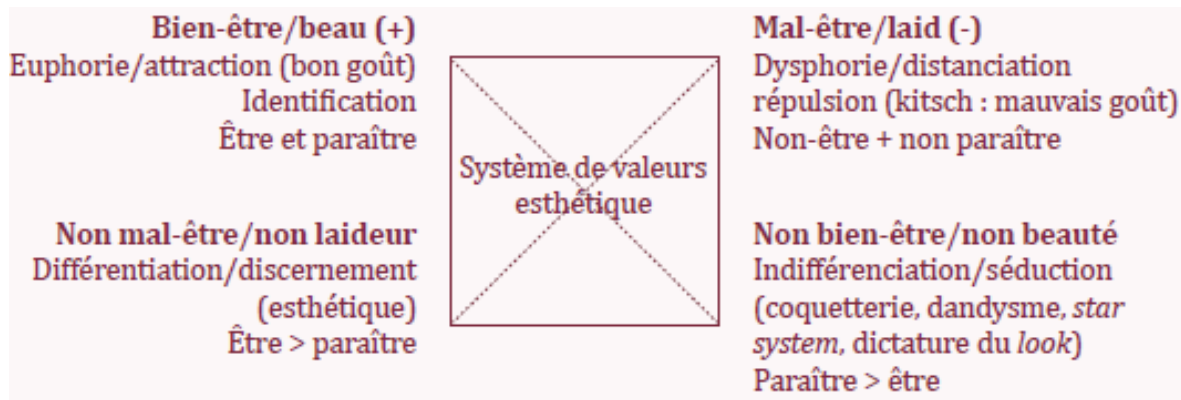 Bien-être/beau (+)
Euphorie/attraction (bon goût)
Identification
Être et paraître
Mal-être/laid (-)
Dysphorie/distanciation
répulsion (kitsch : mauvais goût)
Non-être + non paraître
Système de valeurs
esthétique
Non mal-être/non laideur
Différentiation/discernement
(esthétique)
Être > paraître
Non bien-être/non beauté
Indifférenciation/séduction
(coquetterie, dandysme, star
system, dictature du look)
Paraître > être